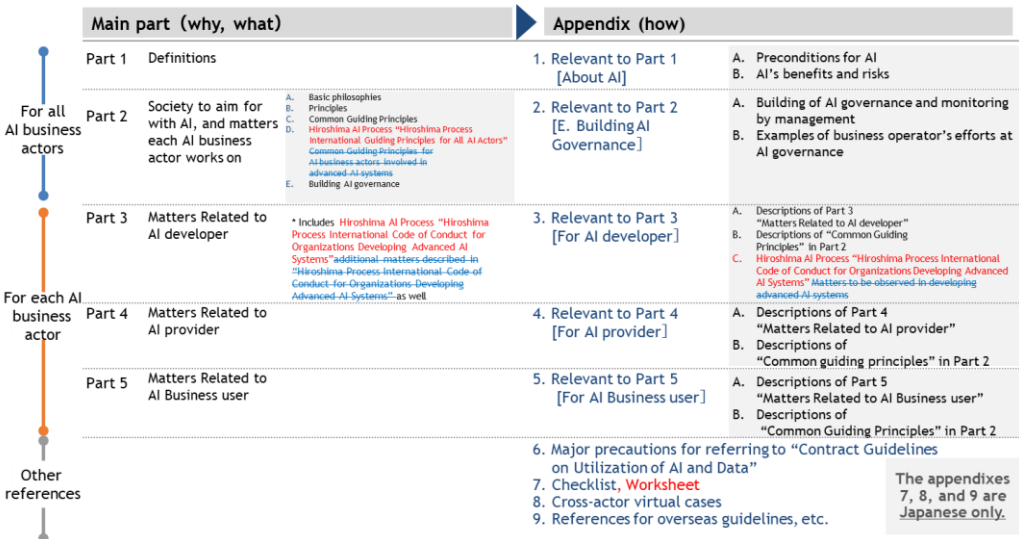 Main part (why, what)
Appendix (how)
For all
AI business
actors
Part 1
Definitions
1. Relevant to Part 1
[About AI]
A. Preconditions for AI
B. AI's benefits and risks
Part 2
Society to aim for
with AI, and matters
each AI business
actor works on
A. Basic philosophies
B. Principles
C. Common Guiding Principles
D. Hiroshima AI Process "Hiroshima Process
International Guiding Principles for All AI Actors"
Common Guiding Principles for
AI business actors involved in
advanced AI systems
E. Building AI governance
2. Relevant to Part 2
[E. Building AI
Governance]
A. Building of AI governance and monitoring
by management
B. Examples of business operator's efforts at
AI governance
For each AI
business
actor
Part 3
Matters Related to
AI developer
* Includes Hiroshima AI Process "Hiroshima
Process International Code of Conduct for
Organizations Developing Advanced AI
Systems"additional matters described in
"Hiroshima Process International Code of
Conduct for Organizations Developing
Advanced AI Systems" as well
3. Relevant to Part 3
[For AI developer]
A. Descriptions of Part 3
"Matters Related to AI developer"
B. Descriptions of "Common Guiding
Principles" in Part 2
C. Hiroshima AI Process "Hiroshima Process International
Code of Conduct for Organizations Developing Advanced
AI Systems" Matters to be observed in developing
advanced AI systems
Part 4
Matters Related to
AI provider
4. Relevant to Part 4
[For AI provider]
A. Descriptions of Part 4
"Matters Related to AI provider"
B. Descriptions of
"Common guiding principles" in Part 2
Part 5
Matters Related to
AI Business user
5. Relevant to Part 5
[For AI Business user]
A. Descriptions of Part 5
"Matters Related to AI Business user"
B. Descriptions of
"Common Guiding Principles" in Part 2
Other
references
6. Major precautions for referring to "Contract Guidelines
on Utilization of AI and Data"
7. Checklist, Worksheet
8. Cross-actor virtual cases
9. References for overseas guidelines, etc.
The appendixes
7, 8, and 9 are
Japanese only.